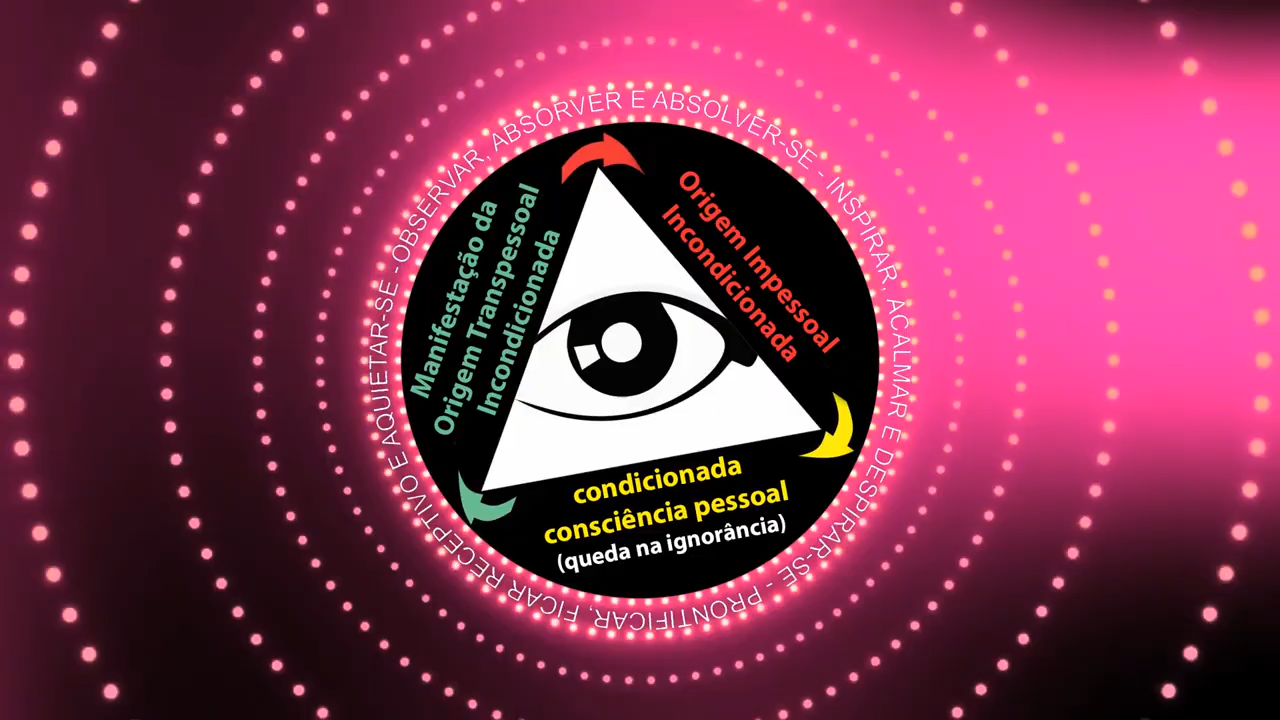 OBSERVAR, ABSORVER E ABSOLVER-SE - INSPIRAR, ACALMAR E DESPIRAR-SE - PRONTIFICAR, FICAR RECEPTIVO E AQUIETAR-SE -
Manifestação da
Origem Transpessoal
Incondicionada
Origem Impessoal
Incondicionada
condicionada
consciência pessoal
(queda na ignorância)